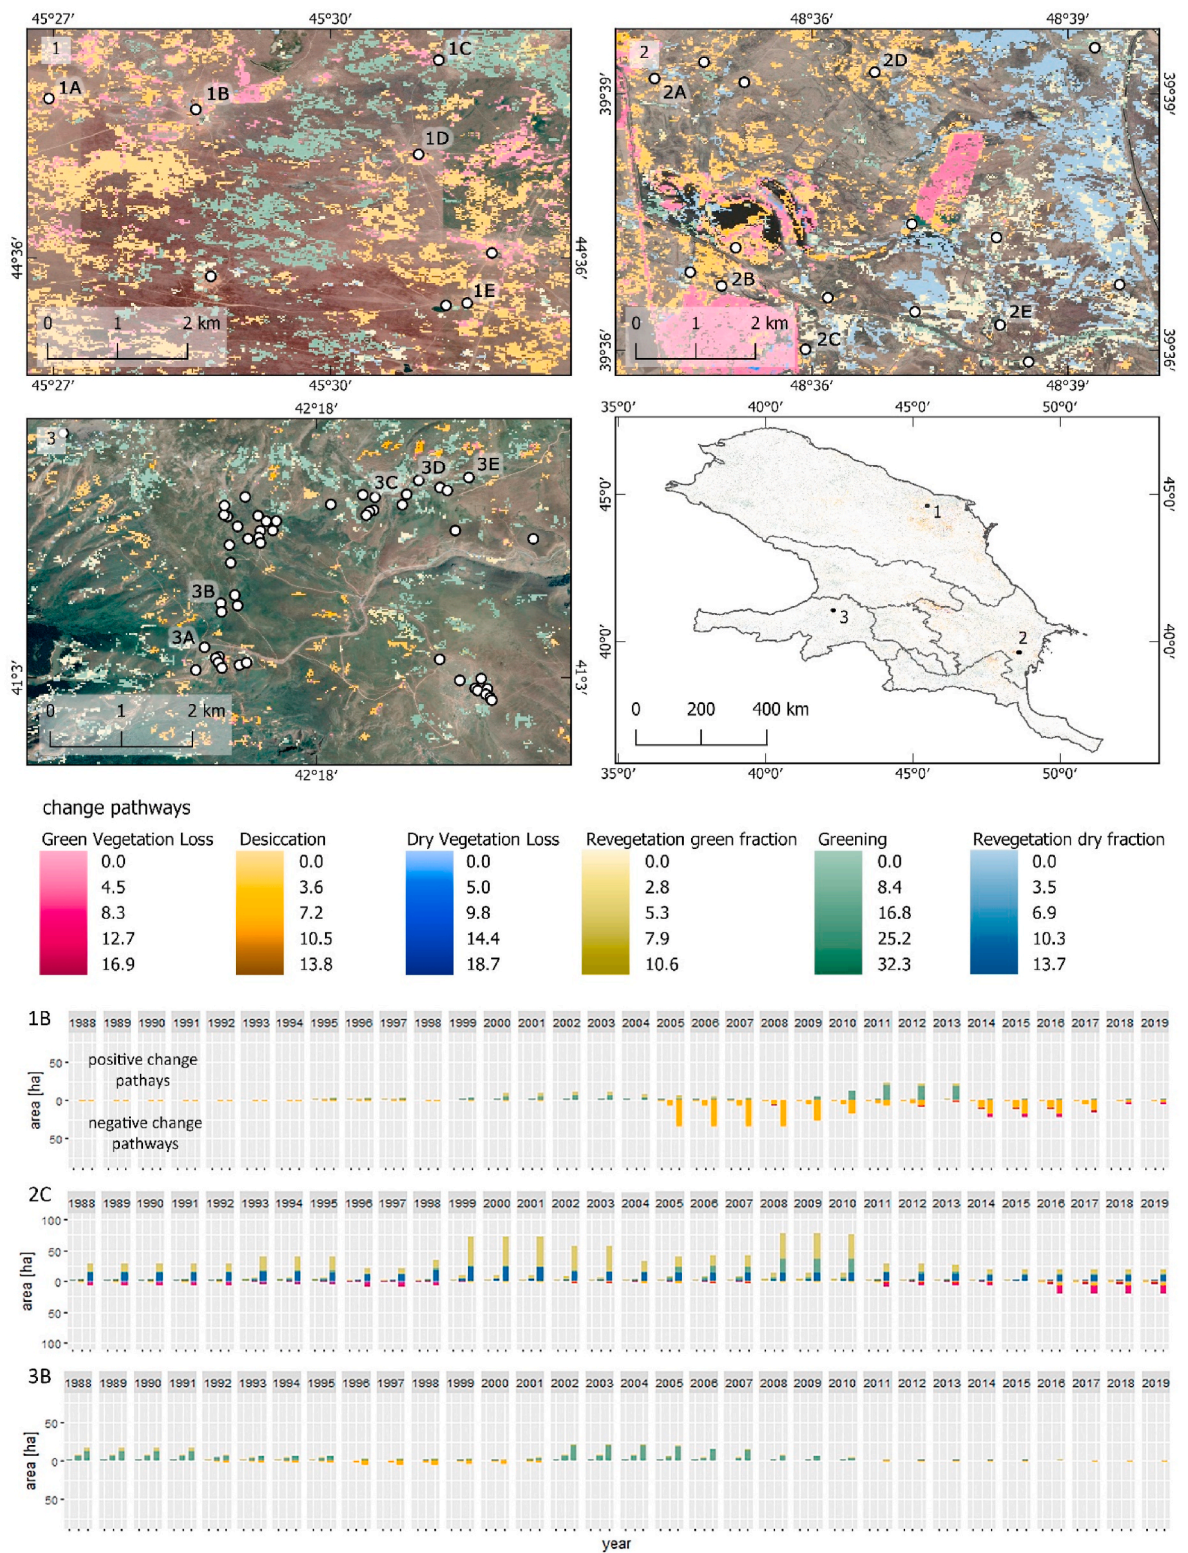 45°27' 45°30'
1
1C
1A
1B
1D
1E
44°36'
44°36'
0 1 2 km
45°27' 45°30'
48°36' 48°39'
2
2D
2A
39°39'
39°39'
2B
2E
2C
39°36'
39°36'
0 1 2 km
48°36' 48°39'
42°18'
3
3E
3D
3C
3B
3A
41°3'
41°3'
0 1 2 km
42°18'
35°0' 40°0' 45°0' 50°0'
45°0'
45°0'
1
3
2
40°0'
40°0'
0 200 400 km
35°0' 40°0' 45°0' 50°0'
change pathways
Green Vegetation Loss
0.0
4.5
8.3
12.7
16.9
Desiccation
0.0
3.6
7.2
10.5
13.8
Dry Vegetation Loss
0.0
5.0
9.8
14.4
18.7
Revegetation green fraction
0.0
2.8
5.3
7.9
10.6
Greening
0.0
8.4
16.8
25.2
32.3
Revegetation dry fraction
0.0
3.5
6.9
10.3
13.7
1B
1988 1989 1990 1991 1992 1993 1994 1995 1996 1997 1998 1999 2000 2001 2002 2003 2004 2005 2006 2007 2008 2009 2010 2011 2012 2013 2014 2015 2016 2017 2018 2019
positive change
pathays
negative change
pathways
area [ha]
50
0
50
2C
1988 1989 1990 1991 1992 1993 1994 1995 1996 1997 1998 1999 2000 2001 2002 2003 2004 2005 2006 2007 2008 2009 2010 2011 2012 2013 2014 2015 2016 2017 2018 2019
area [ha]
100
50
0
50
100
3B
1988 1989 1990 1991 1992 1993 1994 1995 1996 1997 1998 1999 2000 2001 2002 2003 2004 2005 2006 2007 2008 2009 2010 2011 2012 2013 2014 2015 2016 2017 2018 2019
area [ha]
50
0
50
year